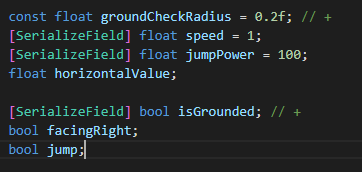 const float groundCheckRadius = 0.2f; // +
[SerializeField] float speed = 1;
[SerializeField] float jumpPower = 100;
float horizontalValue;

[SerializeField] bool isGrounded; // +
bool facingRight;
bool jump;